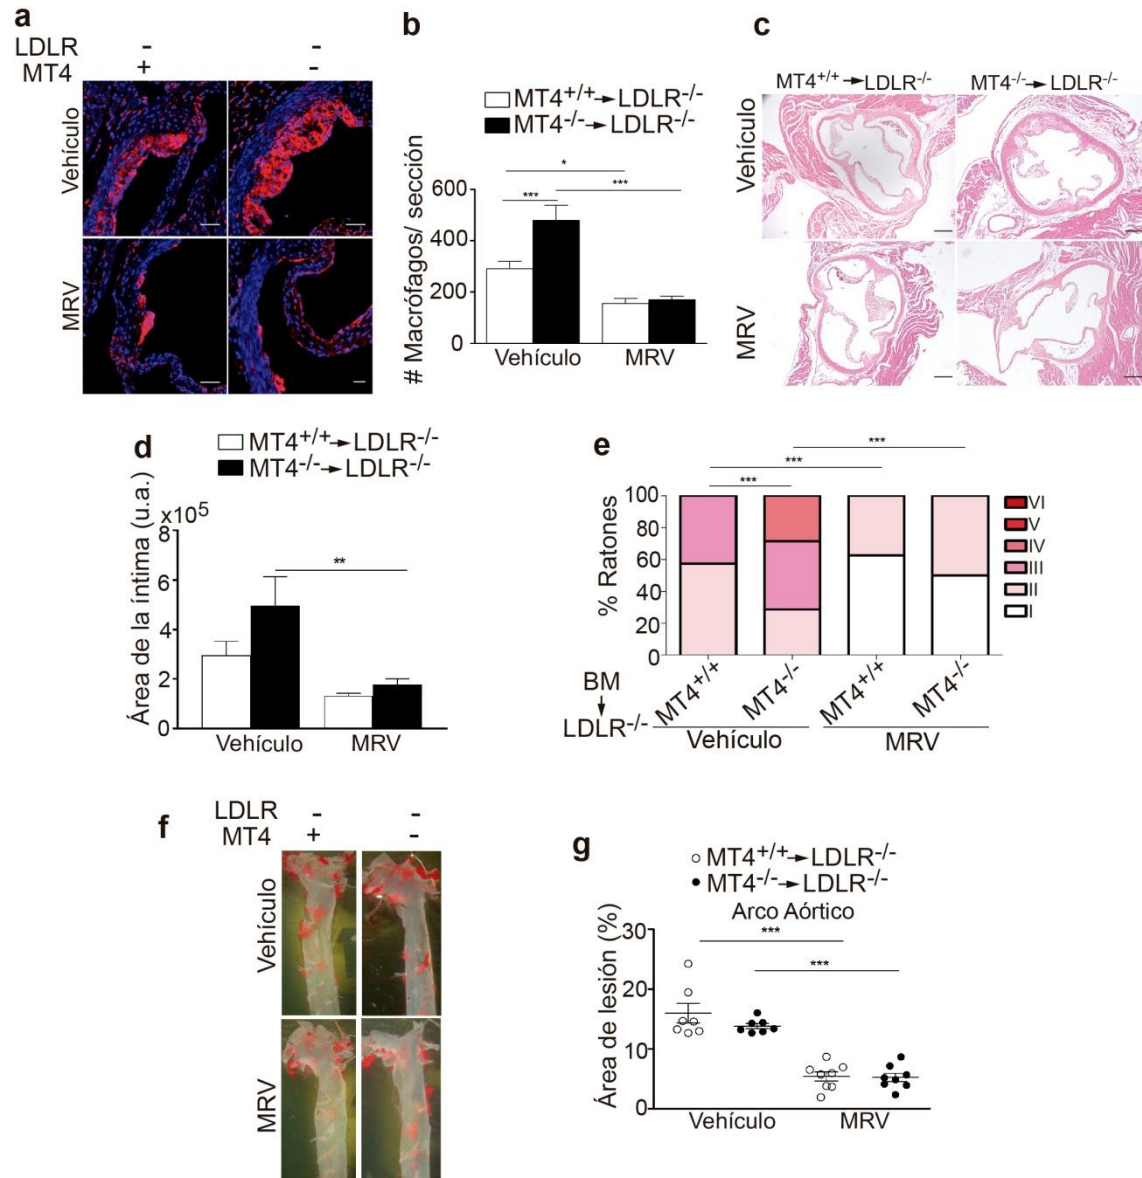 a
LDLR - -
MT4 + -
Vehículo
MRV
b
MT4+/+→LDLR-/-
MT4-/-→LDLR-/-
# Macrófagos/ sección
600
400
200
0
*
***
***
Vehículo MRV
c
MT4+/+→LDLR-/- MT4-/-→LDLR-/-
Vehículo
MRV
d
MT4+/+→LDLR-/-
MT4-/-→LDLR-/-
Área de la íntima (u.a.)
x10^5
8
6
4
2
0
**
Vehículo MRV
e
***
***
***
% Ratones
100
80
60
40
20
0
VI
V
IV
III
II
I
BM
↓
LDLR-/-
MT4+/+ MT4-/- MT4+/+ MT4-/-
Vehículo MRV
f
LDLR - -
MT4 + -
Vehículo
MRV
g
MT4+/+→LDLR-/-
MT4-/-→LDLR-/-
Arco Aórtico
Área de lesión (%)
30
20
10
0
***
***
Vehículo MRV